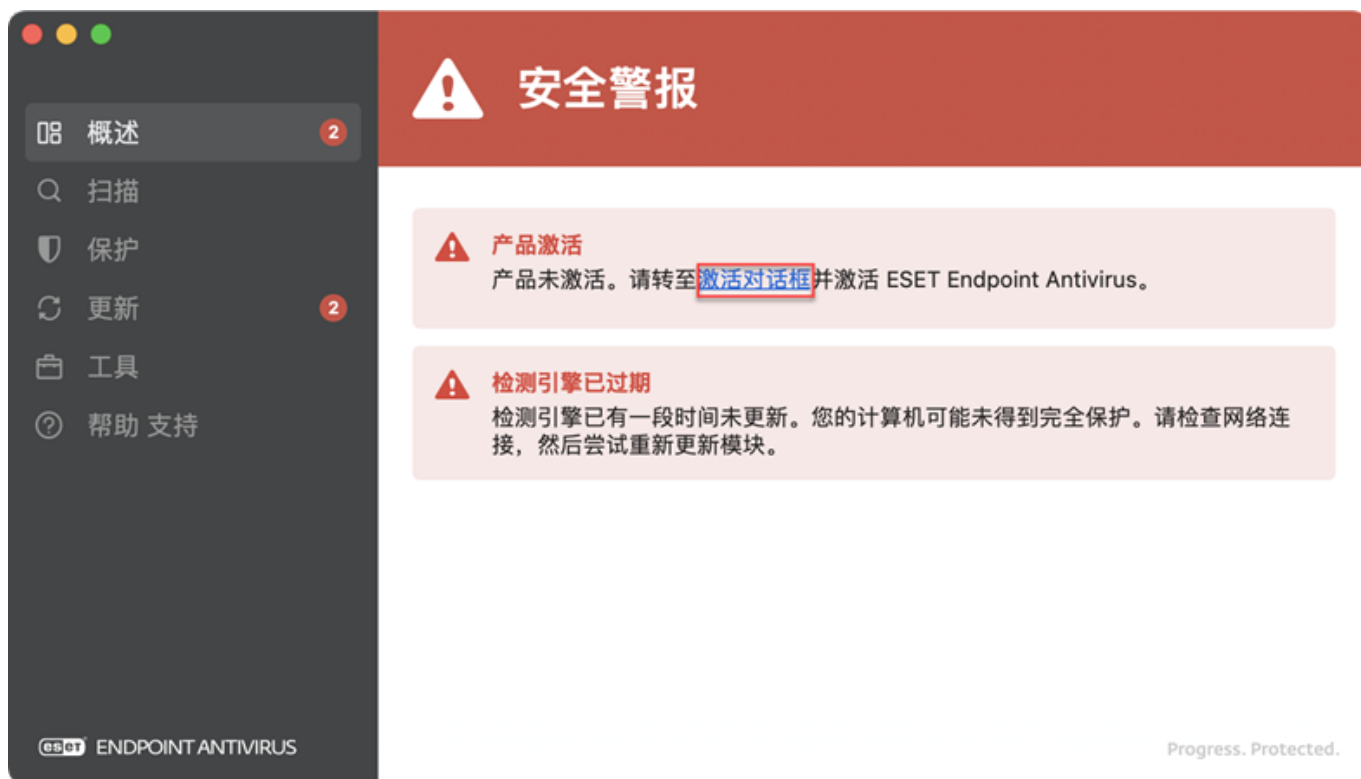 安全警报
概述 2
扫描
保护
更新 2
工具
帮助 支持
产品激活
产品未激活。请转至激活对话框并激活 ESET Endpoint Antivirus。
检测引擎已过期
检测引擎已有一段时间未更新。您的计算机可能未得到完全保护。请检查网络连
接，然后尝试重新更新模块。
eset ENDPOINT ANTIVIRUS
Progress. Protected.